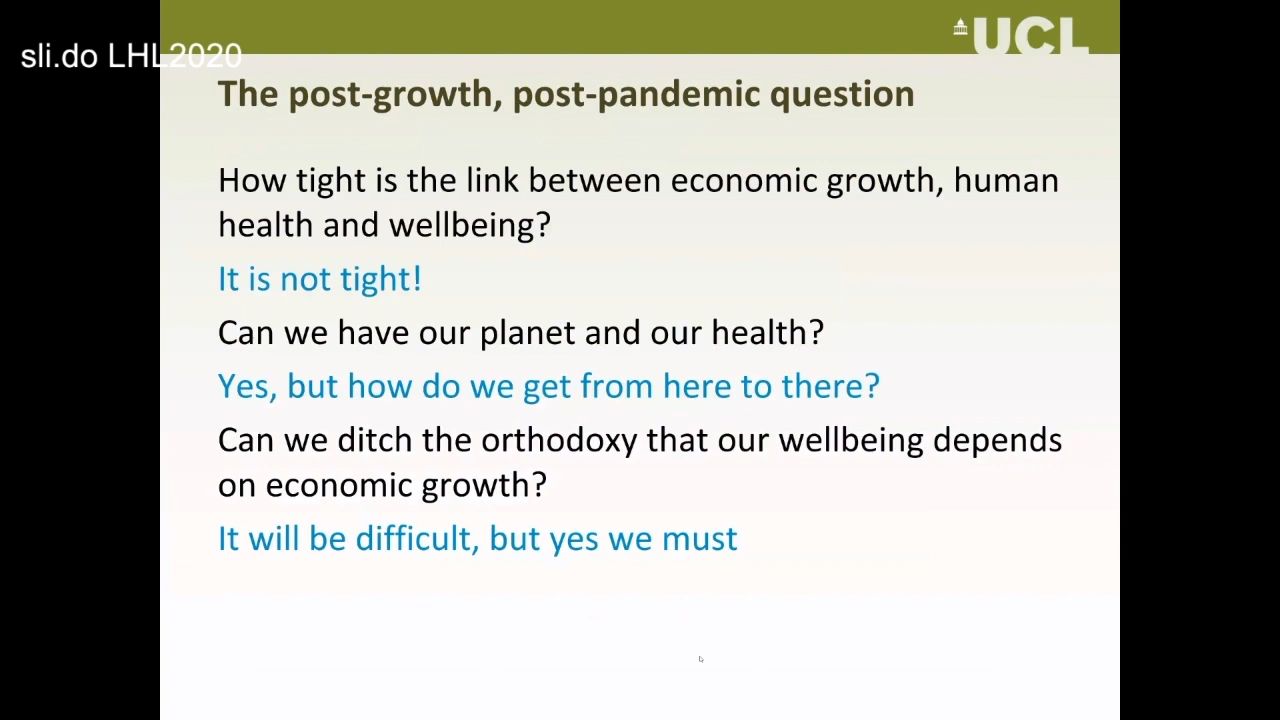 sli.do LHL2020
UCL
The post-growth, post-pandemic question
How tight is the link between economic growth, human
health and wellbeing?
It is not tight!
Can we have our planet and our health?
Yes, but how do we get from here to there?
Can we ditch the orthodoxy that our wellbeing depends
on economic growth?
It will be difficult, but yes we must